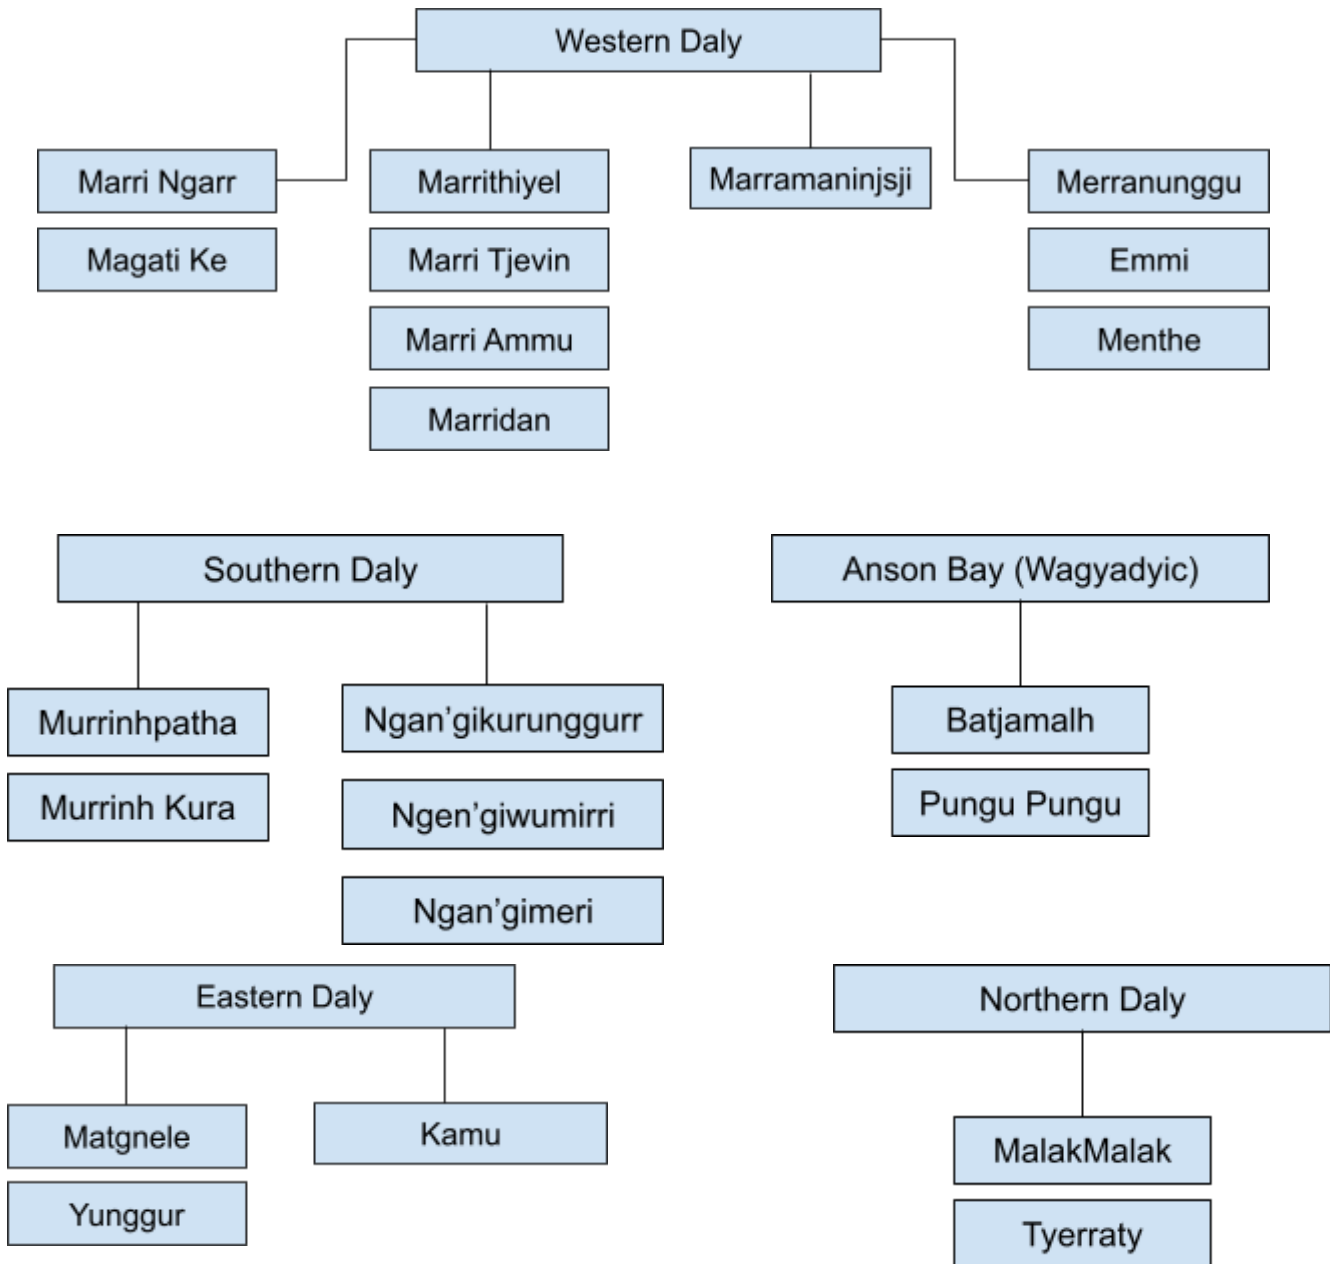 Western Daly
Marri Ngarr
Marrithiyel
Marramaninjsji
Merranunggu
Magati Ke
Marri Tjevin
Emmi
Marri Ammu
Menthe
Marridan
Southern Daly
Anson Bay (Wagyadyic)
Murrinhpatha
Ngan’gikurunggurr
Batjamalh
Murrinh Kura
Ngen’giwumirri
Pungu Pungu
Ngan’gimeri
Eastern Daly
Northern Daly
Matgnele
Kamu
MalakMalak
Yunggur
Tyerraty